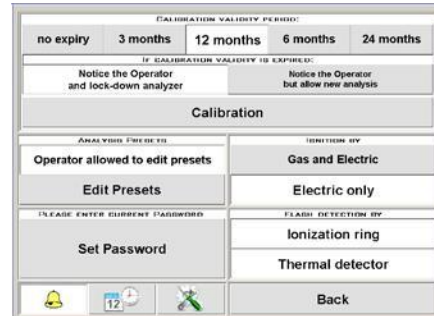 CALIBRATION VALIDITY PERIOD:
no expiry 3 months 12 months 6 months 24 months
IF CALIBRATION VALIDITY IS EXPIRED:
Notice the Operator and lock-down analyzer
Notice the Operator but allow new analysis
Calibration
ANALYSIS PRESETS
IGNITION BY
Operator allowed to edit presets
Gas and Electric
Edit Presets
Electric only
PLEASE ENTER CURRENT PASSWORD
FLASH DETECTION BY
Set Password
Ionization ring
Thermal detector
12
Back